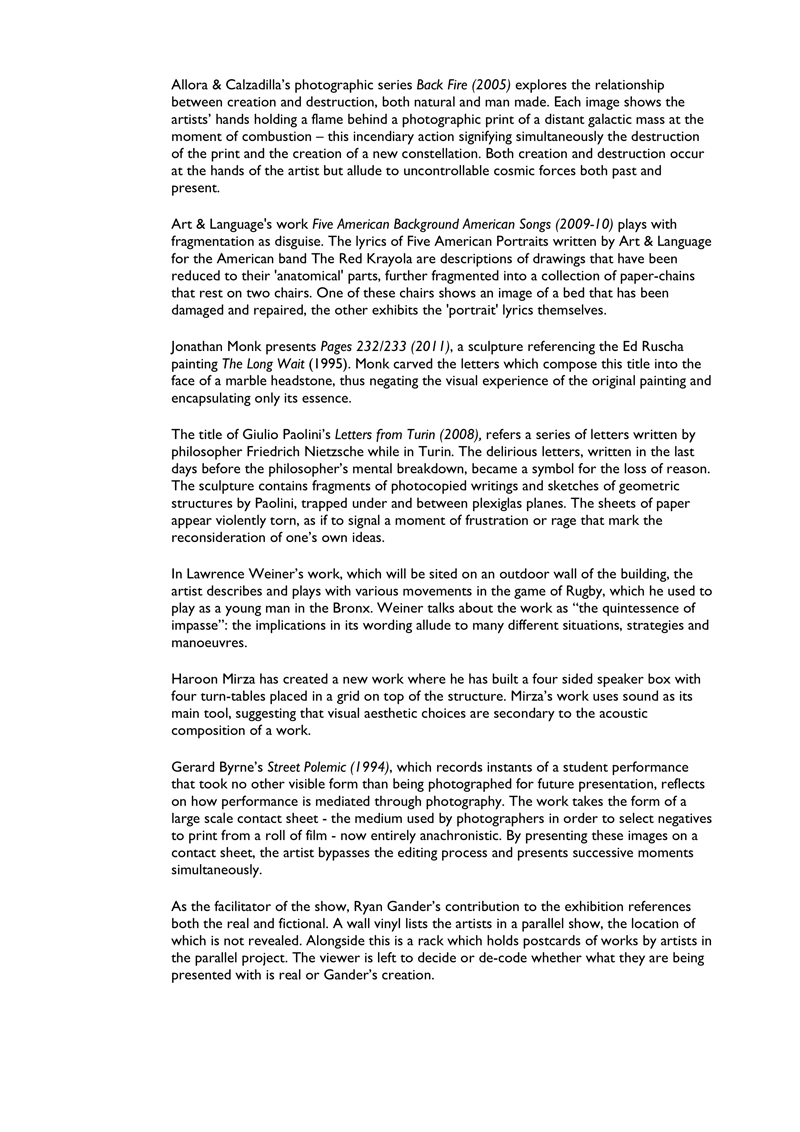 Allora & Calzadilla’s photographic series Back Fire (2005) explores the relationship
between creation and destruction, both natural and man made. Each image shows the
artists’ hands holding a flame behind a photographic print of a distant galactic mass at the
moment of combustion – this incendiary action signifying simultaneously the destruction
of the print and the creation of a new constellation. Both creation and destruction occur
at the hands of the artist but allude to uncontrollable cosmic forces both past and
present.
Art & Language's work Five American Background American Songs (2009-10) plays with
fragmentation as disguise. The lyrics of Five American Portraits written by Art & Language
for the American band The Red Krayola are descriptions of drawings that have been
reduced to their 'anatomical' parts, further fragmented into a collection of paper-chains
that rest on two chairs. One of these chairs shows an image of a bed that has been
damaged and repaired, the other exhibits the 'portrait' lyrics themselves.
Jonathan Monk presents Pages 232/233 (2011), a sculpture referencing the Ed Ruscha
painting The Long Wait (1995). Monk carved the letters which compose this title into the
face of a marble headstone, thus negating the visual experience of the original painting and
encapsulating only its essence.
The title of Giulio Paolini’s Letters from Turin (2008), refers a series of letters written by
philosopher Friedrich Nietzsche while in Turin. The delirious letters, written in the last
days before the philosopher’s mental breakdown, became a symbol for the loss of reason.
The sculpture contains fragments of photocopied writings and sketches of geometric
structures by Paolini, trapped under and between plexiglas planes. The sheets of paper
appear violently torn, as if to signal a moment of frustration or rage that mark the
reconsideration of one’s own ideas.
In Lawrence Weiner’s work, which will be sited on an outdoor wall of the building, the
artist describes and plays with various movements in the game of Rugby, which he used to
play as a young man in the Bronx. Weiner talks about the work as “the quintessence of
impasse”: the implications in its wording allude to many different situations, strategies and
manoeuvres.
Haroon Mirza has created a new work where he has built a four sided speaker box with
four turn-tables placed in a grid on top of the structure. Mirza’s work uses sound as its
main tool, suggesting that visual aesthetic choices are secondary to the acoustic
composition of a work.
Gerard Byrne’s Street Polemic (1994), which records instants of a student performance
that took no other visible form than being photographed for future presentation, reflects
on how performance is mediated through photography. The work takes the form of a
large scale contact sheet - the medium used by photographers in order to select negatives
to print from a roll of film - now entirely anachronistic. By presenting these images on a
contact sheet, the artist bypasses the editing process and presents successive moments
simultaneously.
As the facilitator of the show, Ryan Gander’s contribution to the exhibition references
both the real and fictional. A wall vinyl lists the artists in a parallel show, the location of
which is not revealed. Alongside this is a rack which holds postcards of works by artists in
the parallel project. The viewer is left to decide or de-code whether what they are being
presented with is real or Gander’s creation.